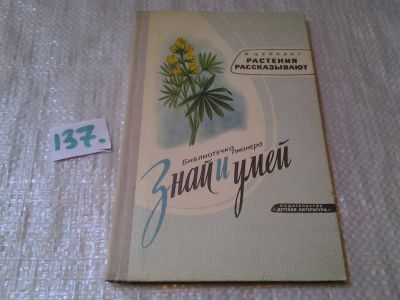 В. ЦЕРЛИНГ
РАСТЕНИЯ
РАССКАЗЫВАЮТ
137.
БИБЛИОТЕЧКА ПИОНЕРА
Знай и умей
ИЗДАТЕЛЬСТВО
"ДЕТСКАЯ ЛИТЕРАТУРА"